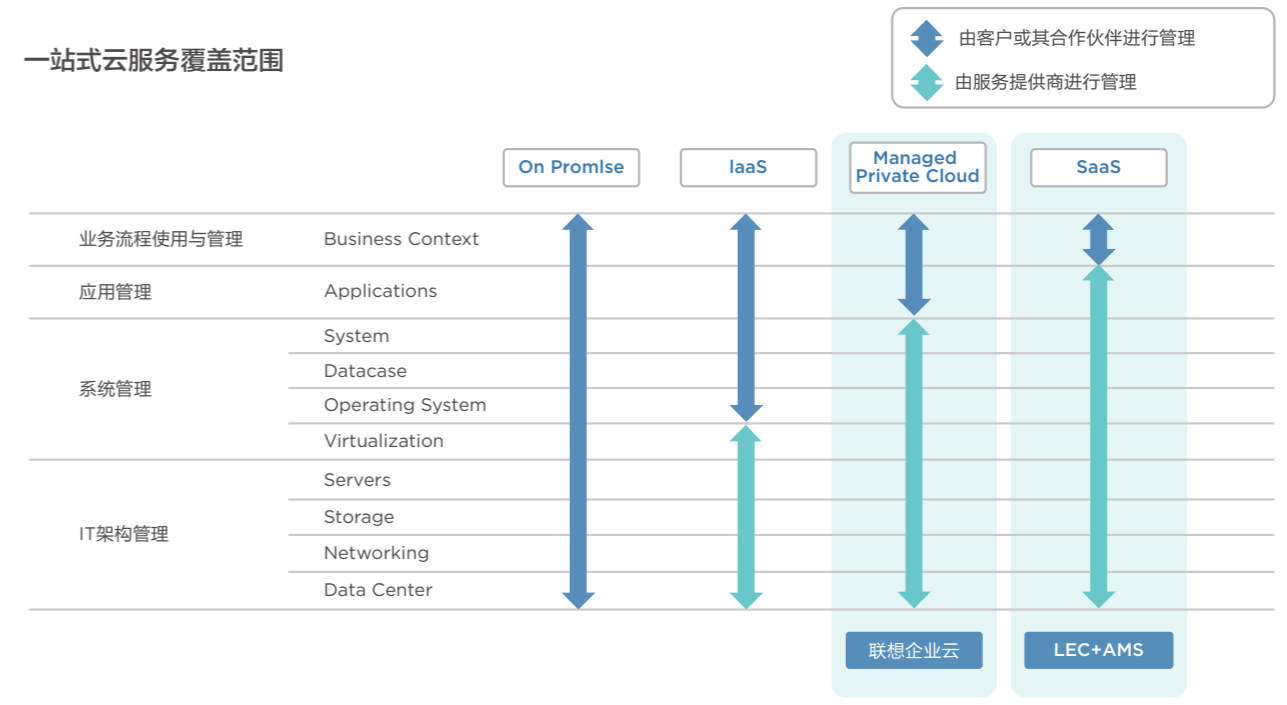 一站式云服务覆盖范围
由客户或其合作伙伴进行管理
由服务提供商进行管理
On PromIse
IaaS
Managed
Private Cloud
SaaS
业务流程使用与管理
Business Context
应用管理
Applications
系统管理
System
Datacase
Operating System
Virtualization
IT架构管理
Servers
Storage
Networking
Data Center
联想企业云
LEC+AMS